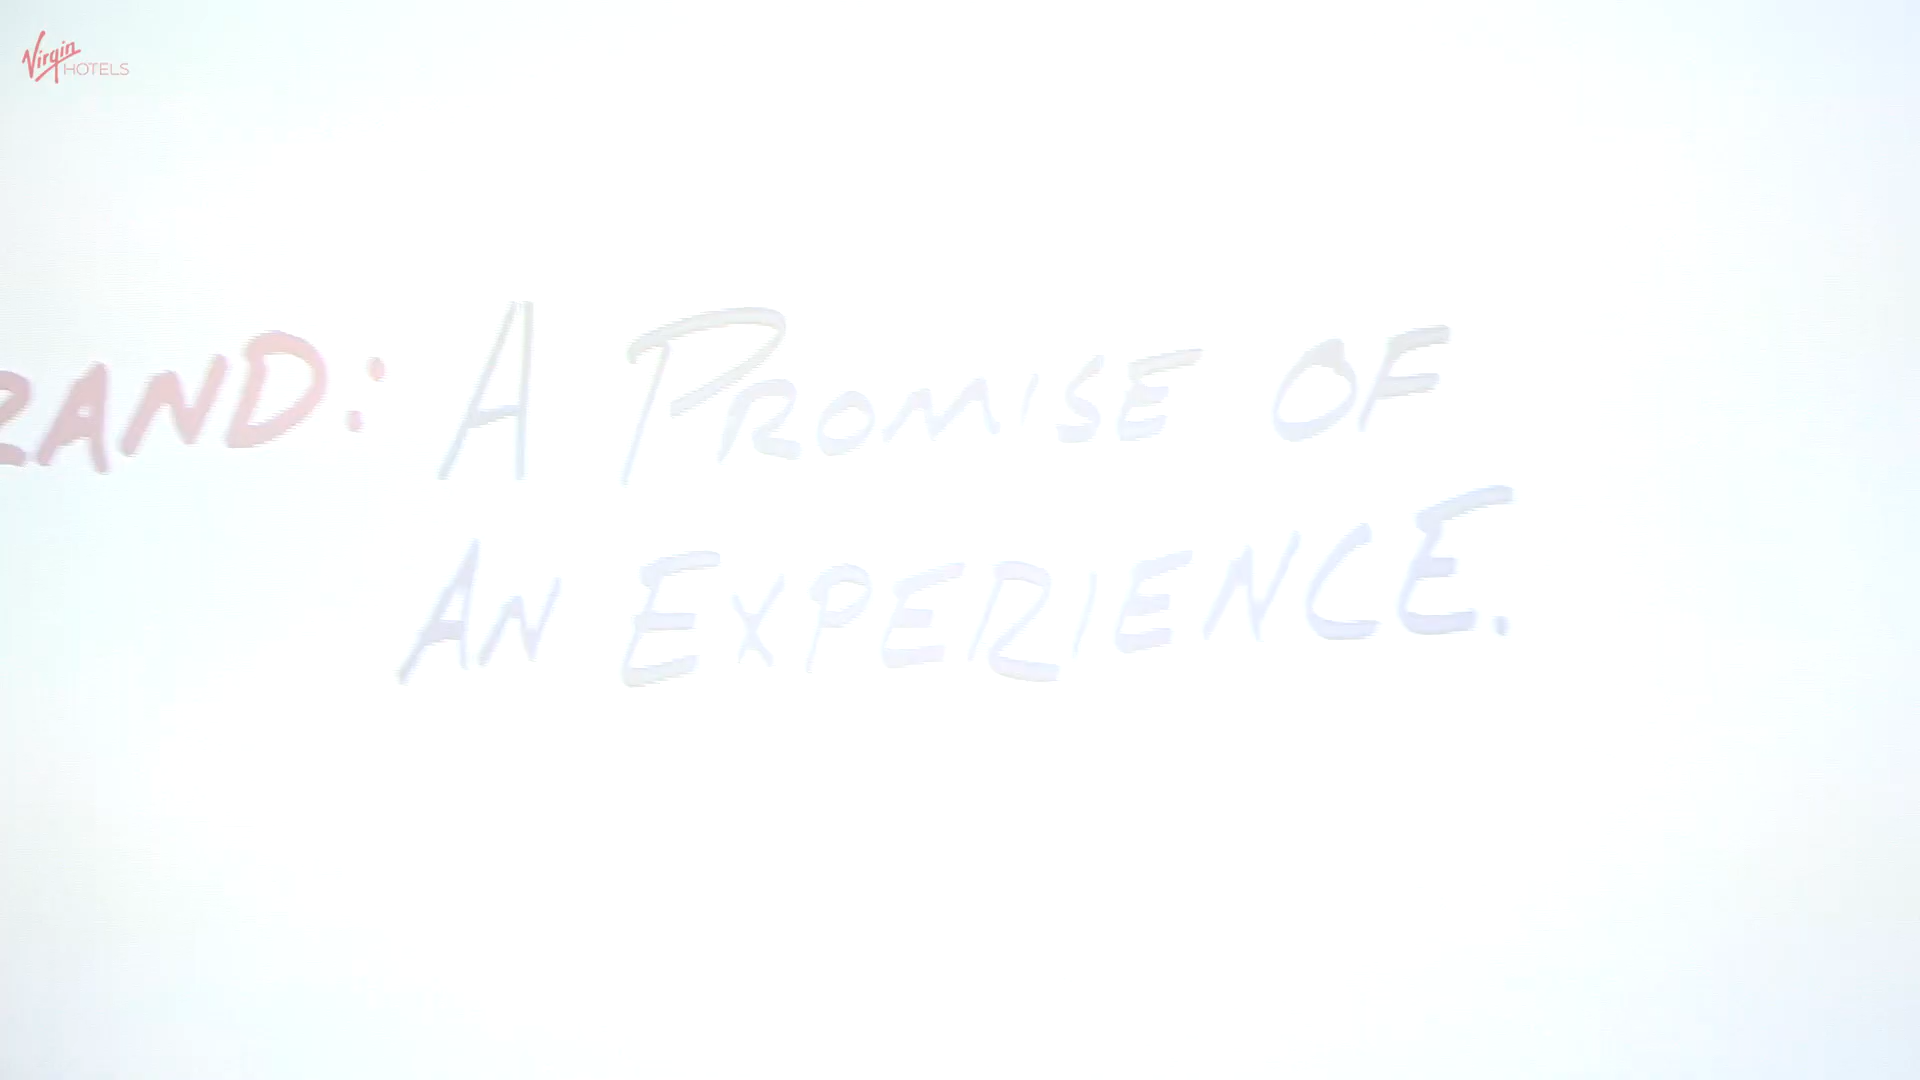 Virgin
HOTELS
RAND: A PROMISE OF
AN EXPERIENCE.